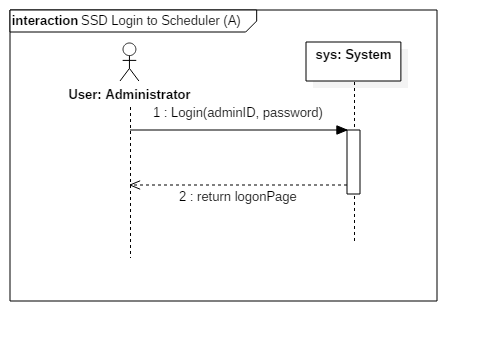 interaction SSD Login to Scheduler (A)
sys: System
User: Administrator
1 : Login(adminID, password)
2 : return logonPage